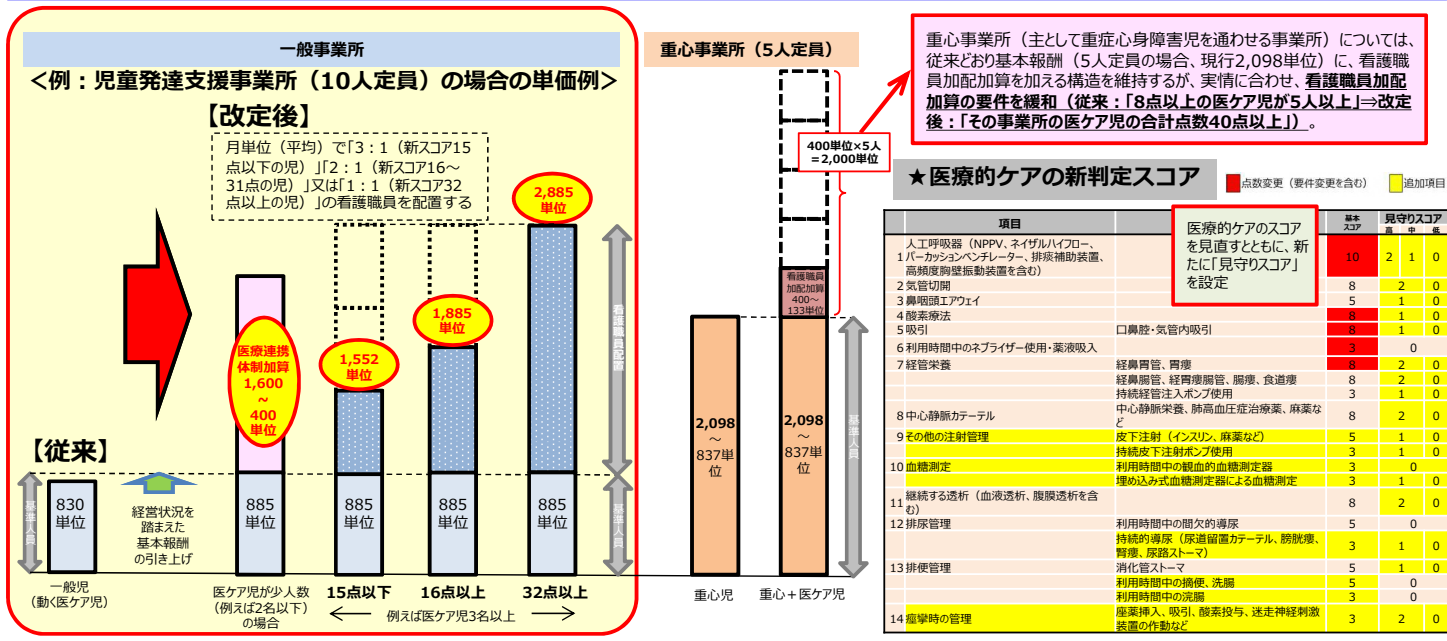 一般事業所
<例:児童発達支援事業所(10人定員)の場合の単価例>
【改定後】
月単位(平均)で「3:1(新スコア15
点以下の児)」「2:1(新スコア16~
31点の児)」又は「1:1(新スコア32
点以上の児)」の看護職員を配置する
医療連携
体制加算
1,600
~
400
単位
1,552
単位
1,885
単位
2,885
単位
看護職員配置
【従来】
基準人員
830
単位
経営状況を
踏まえた
基本報酬
の引き上げ
885
単位
885
単位
885
単位
885
単位
基準人員
一般児
(動く医ケア児)
医ケア児が少人数
(例えば2名以下)
の場合
15点以下
16点以上
32点以上
例えば医ケア児3名以上
重心事業所(5人定員)
400単位×5人
=2,000単位
看護職員
加配加算
400~
133単位
2,098
~
837単
位
2,098
~
837単
位
基準人員
重心児
重心+医ケア児
重心事業所(主として重症心身障害児を通わせる事業所)については、
従来どおり基本報酬(5人定員の場合、現行2,098単位)に、看護職
員加配加算を加える構造を維持するが、実情に合わせ、看護職員加配
加算の要件を緩和(従来:「8点以上の医ケア児が5人以上」⇒改定
後:「その事業所の医ケア児の合計点数40点以上」)。
★医療的ケアの新判定スコア
点数変更(要件変更を含む)
追加項目
医療的ケアのスコア
を見直すとともに、新
たに「見守りスコア」
を設定
項目 基本スコア 見守りスコア
高 中 低
1 人工呼吸器(NPPV、ネイザルハイフロー、
パーカッションベンチレーター、排痰補助装置、
高頻度胸壁振動装置を含む) 10 2 1 0
2 気管切開 8 2 0
3 鼻咽頭エアウェイ 5 1 0
4 酸素療法 8 1 0
5 吸引 口鼻腔・気管内吸引 8 1 0
6 利用時間中のネブライザー使用・薬液吸入 3 0
7 経管栄養 経鼻胃管、胃瘻 8 2 0
経鼻腸管、経胃瘻腸管、腸瘻、食道瘻 8 2 0
持続経管注入ポンプ使用 3 1 0
8 中心静脈カテーテル 中心静脈栄養、肺高血圧症治療薬、麻薬な
ど 8 2 0
9 その他の注射管理 皮下注射(インスリン、麻薬など) 5 1 0
持続皮下注射ポンプ使用 3 1 0
10 血糖測定 利用時間中の観血的血糖測定器 3 0
埋め込み式血糖測定器による血糖測定 3 1 0
11 継続する透析(血液透析、腹膜透析を含
む) 8 2 0
12 排尿管理 利用時間中の間欠的導尿 5 0
持続的導尿(尿道留置カテーテル、膀胱瘻、
腎瘻、尿路ストーマ) 3 1 0
13 排便管理 消化管ストーマ 5 1 0
利用時間中の摘便、洗腸 5 0
利用時間中の浣腸 3 0
14 痙攣時の管理 座薬挿入、吸引、酸素投与、迷走神経刺激
装置の作動など 3 2 0